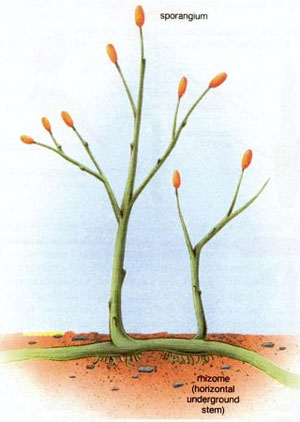 sporangium
rhizome
(horizontal
underground
stem)